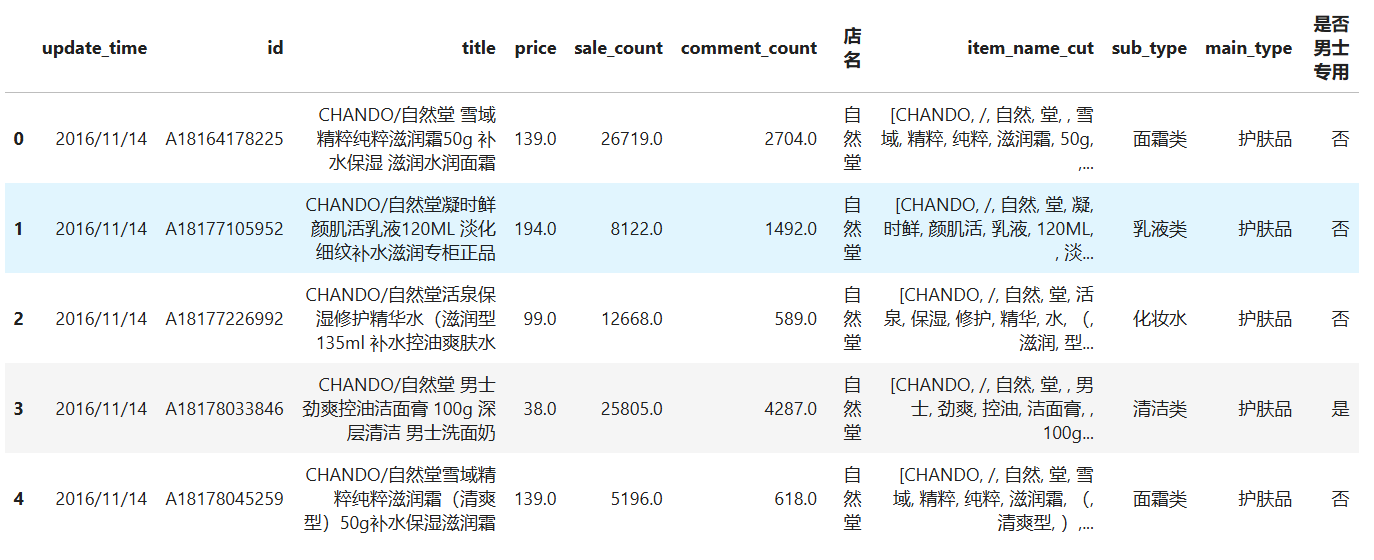 update_time id title price sale_count comment_count 店名 item_name_cut sub_type main_type 是否男士专用
0 2016/11/14 A18164178225 CHANDO/自然堂 雪域精粹纯粹滋润霜50g 补水保湿 滋润水润面霜 139.0 26719.0 2704.0 自然堂 [CHANDO, /, 自然, 堂, , 雪域, 精粹, 纯粹, 滋润霜, 50g, ,... 面霜类 护肤品 否
1 2016/11/14 A18177105952 CHANDO/自然堂凝时鲜颜肌活乳液120ML 淡化细纹补水滋润专柜正品 194.0 8122.0 1492.0 自然堂 [CHANDO, /, 自然, 堂, 凝, 时鲜, 颜肌活, 乳液, 120ML, , 淡... 乳液类 护肤品 否
2 2016/11/14 A18177226992 CHANDO/自然堂活泉保湿修护精华水（滋润型135ml 补水控油爽肤水 99.0 12668.0 589.0 自然堂 [CHANDO, /, 自然, 堂, 活泉, 保湿, 修护, 精华, 水, （, 滋润, 型... 化妆水 护肤品 否
3 2016/11/14 A18178033846 CHANDO/自然堂 男士劲爽控油洁面膏 100g 深层清洁 男士洗面奶 38.0 25805.0 4287.0 自然堂 [CHANDO, /, 自然, 堂, , 男士, 劲爽, 控油, 洁面膏, , 100g... 清洁类 护肤品 是
4 2016/11/14 A18178045259 CHANDO/自然堂雪域精粹纯粹滋润霜（清爽型）50g补水保湿滋润霜 139.0 5196.0 618.0 自然堂 [CHANDO, /, 自然, 堂, 雪域, 精粹, 纯粹, 滋润霜, （, 清爽型, ）,... 面霜类 护肤品 否